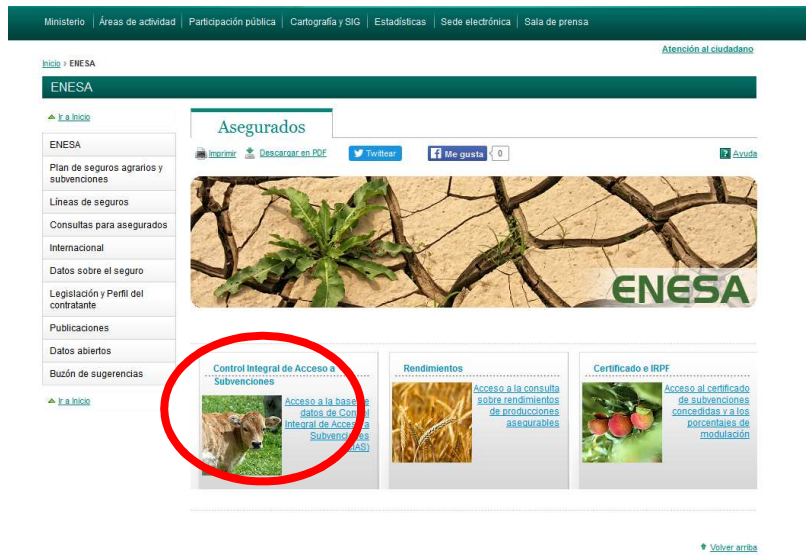 Ministerio Áreas de actividad Participación pública Cartografía y SIG Estadísticas Sede electrónica Sala de prensa
Atención al ciudadano
Inicio › ENESA
ENESA
Ir a Inicio
ENESA
Plan de seguros agrarios y
subvenciones
Líneas de seguros
Consultas para asegurados
Internacional
Datos sobre el seguro
Legislación y Perfil del
contratante
Publicaciones
Datos abiertos
Buzón de sugerencias
Ir a Inicio
Asegurados
Imprimir Descargar en PDF Twittear Me gusta 0 ? Ayuda
ENESA
Control Integral de Acceso a
Subvenciones
Acceso a la base de
datos de Control
Integral de Acceso a
Subvenciones
(CIAS)
Rendimientos
Acceso a la consulta
sobre rendimientos
de producciones
asegurables
Certificado e IRPF
Acceso al certificado
de subvenciones
concedidas y a los
porcentajes de
modulación
Volver arriba